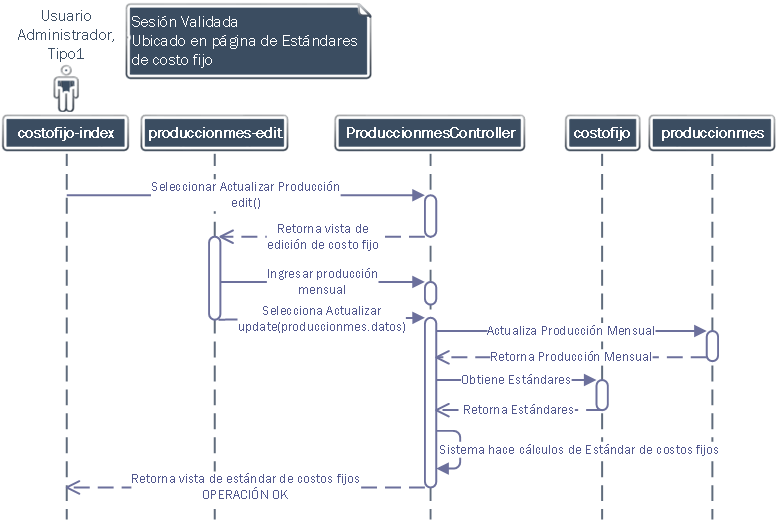 Usuario
Administrador,
Tipo1
Sesión Validada
Ubicado en página de Estándares
de costo fijo
costofijo-index
produccionmes-edit
ProduccionmesController
costofijo
produccionmes
Seleccionar Actualizar Producción
edit()
Retorna vista de
edición de costo fijo
Ingresar producción
mensual
Selecciona Actualizar
update(produccionmes.datos)
Actualiza Producción Mensual
Retorna Producción Mensual
Obtiene Estándares
Retorna Estándares
Sistema hace cálculos de Estándar de costos fijos
Retorna vista de estándar de costos fijos
OPERACIÓN OK